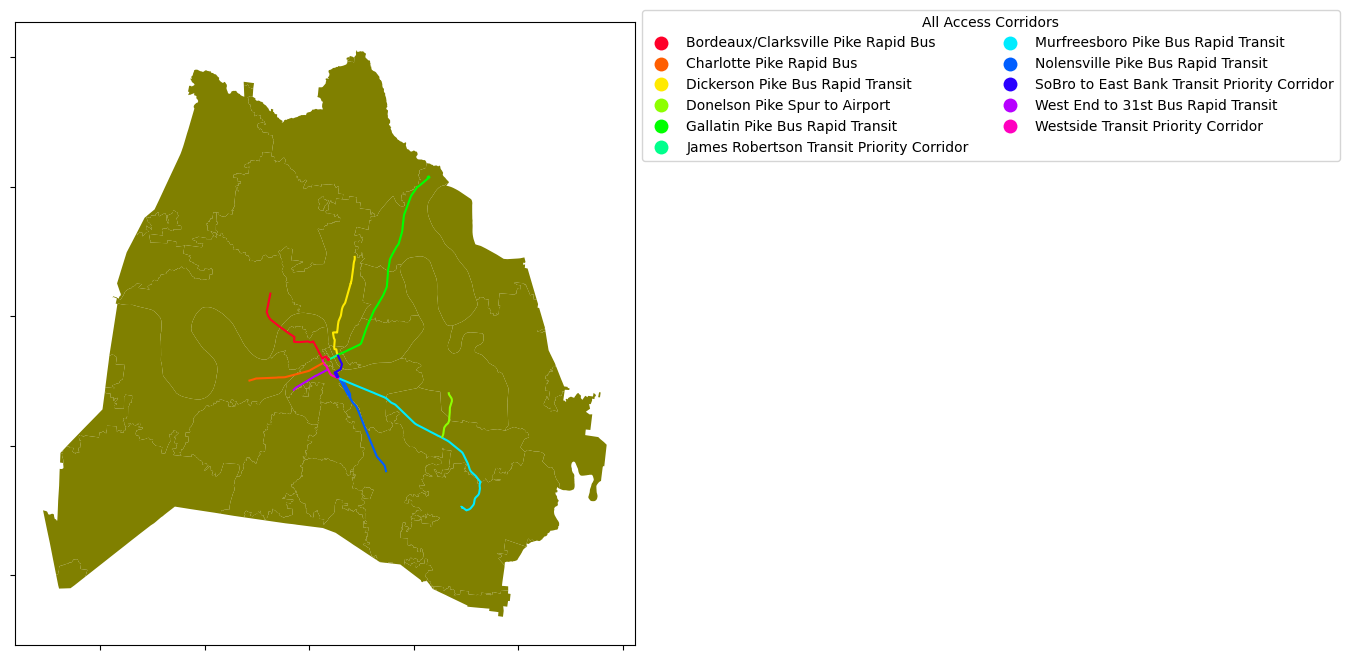 All Access Corridors
Bordeaux/Clarksville Pike Rapid Bus
Charlotte Pike Rapid Bus
Dickerson Pike Bus Rapid Transit
Donelson Pike Spur to Airport
Gallatin Pike Bus Rapid Transit
James Robertson Transit Priority Corridor
Murfreesboro Pike Bus Rapid Transit
Nolensville Pike Bus Rapid Transit
SoBro to East Bank Transit Priority Corridor
West End to 31st Bus Rapid Transit
Westside Transit Priority Corridor